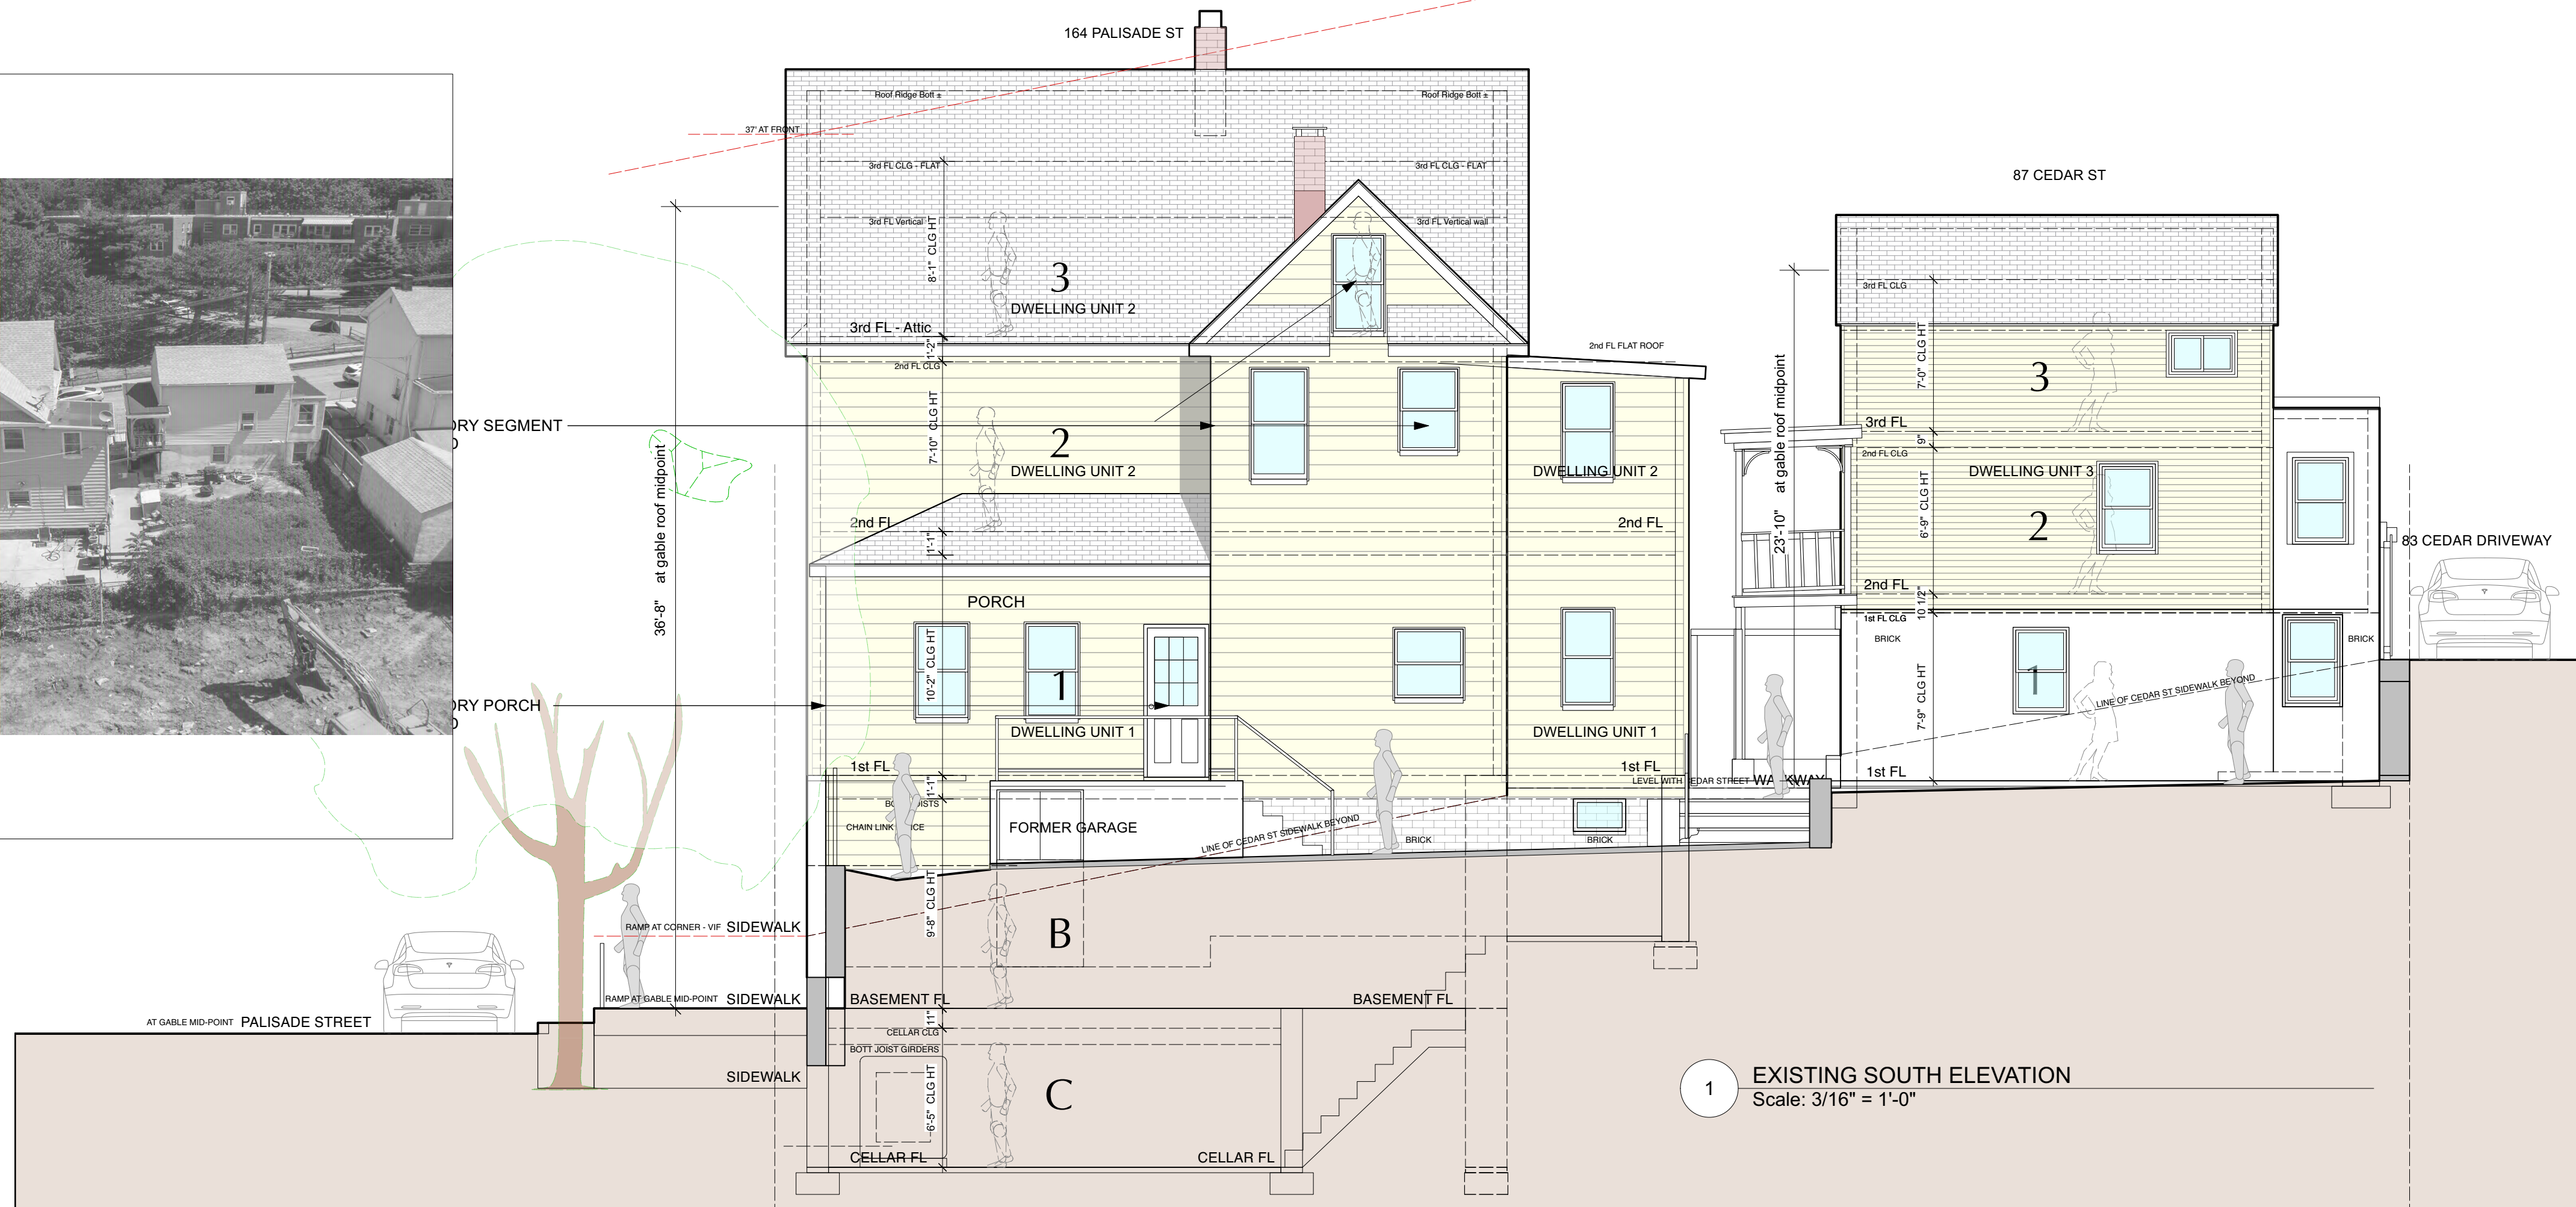 164 PALISADE ST
Roof Ridge Bott ±
Roof Ridge Bott ±
37' AT FRONT
3rd FL CLG - FLAT
3rd FL CLG - FLAT
87 CEDAR ST
3rd FL Vertical
3rd FL Vertical wall
8'-1" CLG HT
3
DWELLING UNIT 2
3rd FL - Attic
1'-2"
2nd FL CLG
2nd FL FLAT ROOF
3rd FL CLG
7'-0" CLG HT
3
ORY SEGMENT
36'-8" at gable roof midpoint
7'-10" CLG HT
2
DWELLING UNIT 2
DWELLING UNIT 2
23'-10" at gable roof midpoint
3rd FL
9"
2nd FL CLG
DWELLING UNIT 3
6'-9" CLG HT
2
2nd FL
2nd FL
1'-1"
83 CEDAR DRIVEWAY
2nd FL
10 1/2"
1st FL CLG
PORCH
BRICK
BRICK
10'-2" CLG HT
1
1
7'-9" CLG HT
LINE OF CEDAR ST SIDEWALK BEYOND
ORY PORCH
DWELLING UNIT 1
DWELLING UNIT 1
1st FL
1st FL
1st FL
LEVEL WITH CEDAR STREET WALKWAY
1'-1"
CHAIN LINK
FORMER GARAGE
LINE OF CEDAR ST SIDEWALK BEYOND
BRICK
BRICK
9'-8" CLG HT
B
RAMP AT CORNER - VIF SIDEWALK
RAMP AT GABLE MID-POINT SIDEWALK
BASEMENT FL
BASEMENT FL
AT GABLE MID-POINT PALISADE STREET
11"
CELLAR CLG
BOTT JOIST GIRDERS
SIDEWALK
6'-5" CLG HT
C
CELLAR FL
CELLAR FL
1
EXISTING SOUTH ELEVATION
Scale: 3/16" = 1'-0"